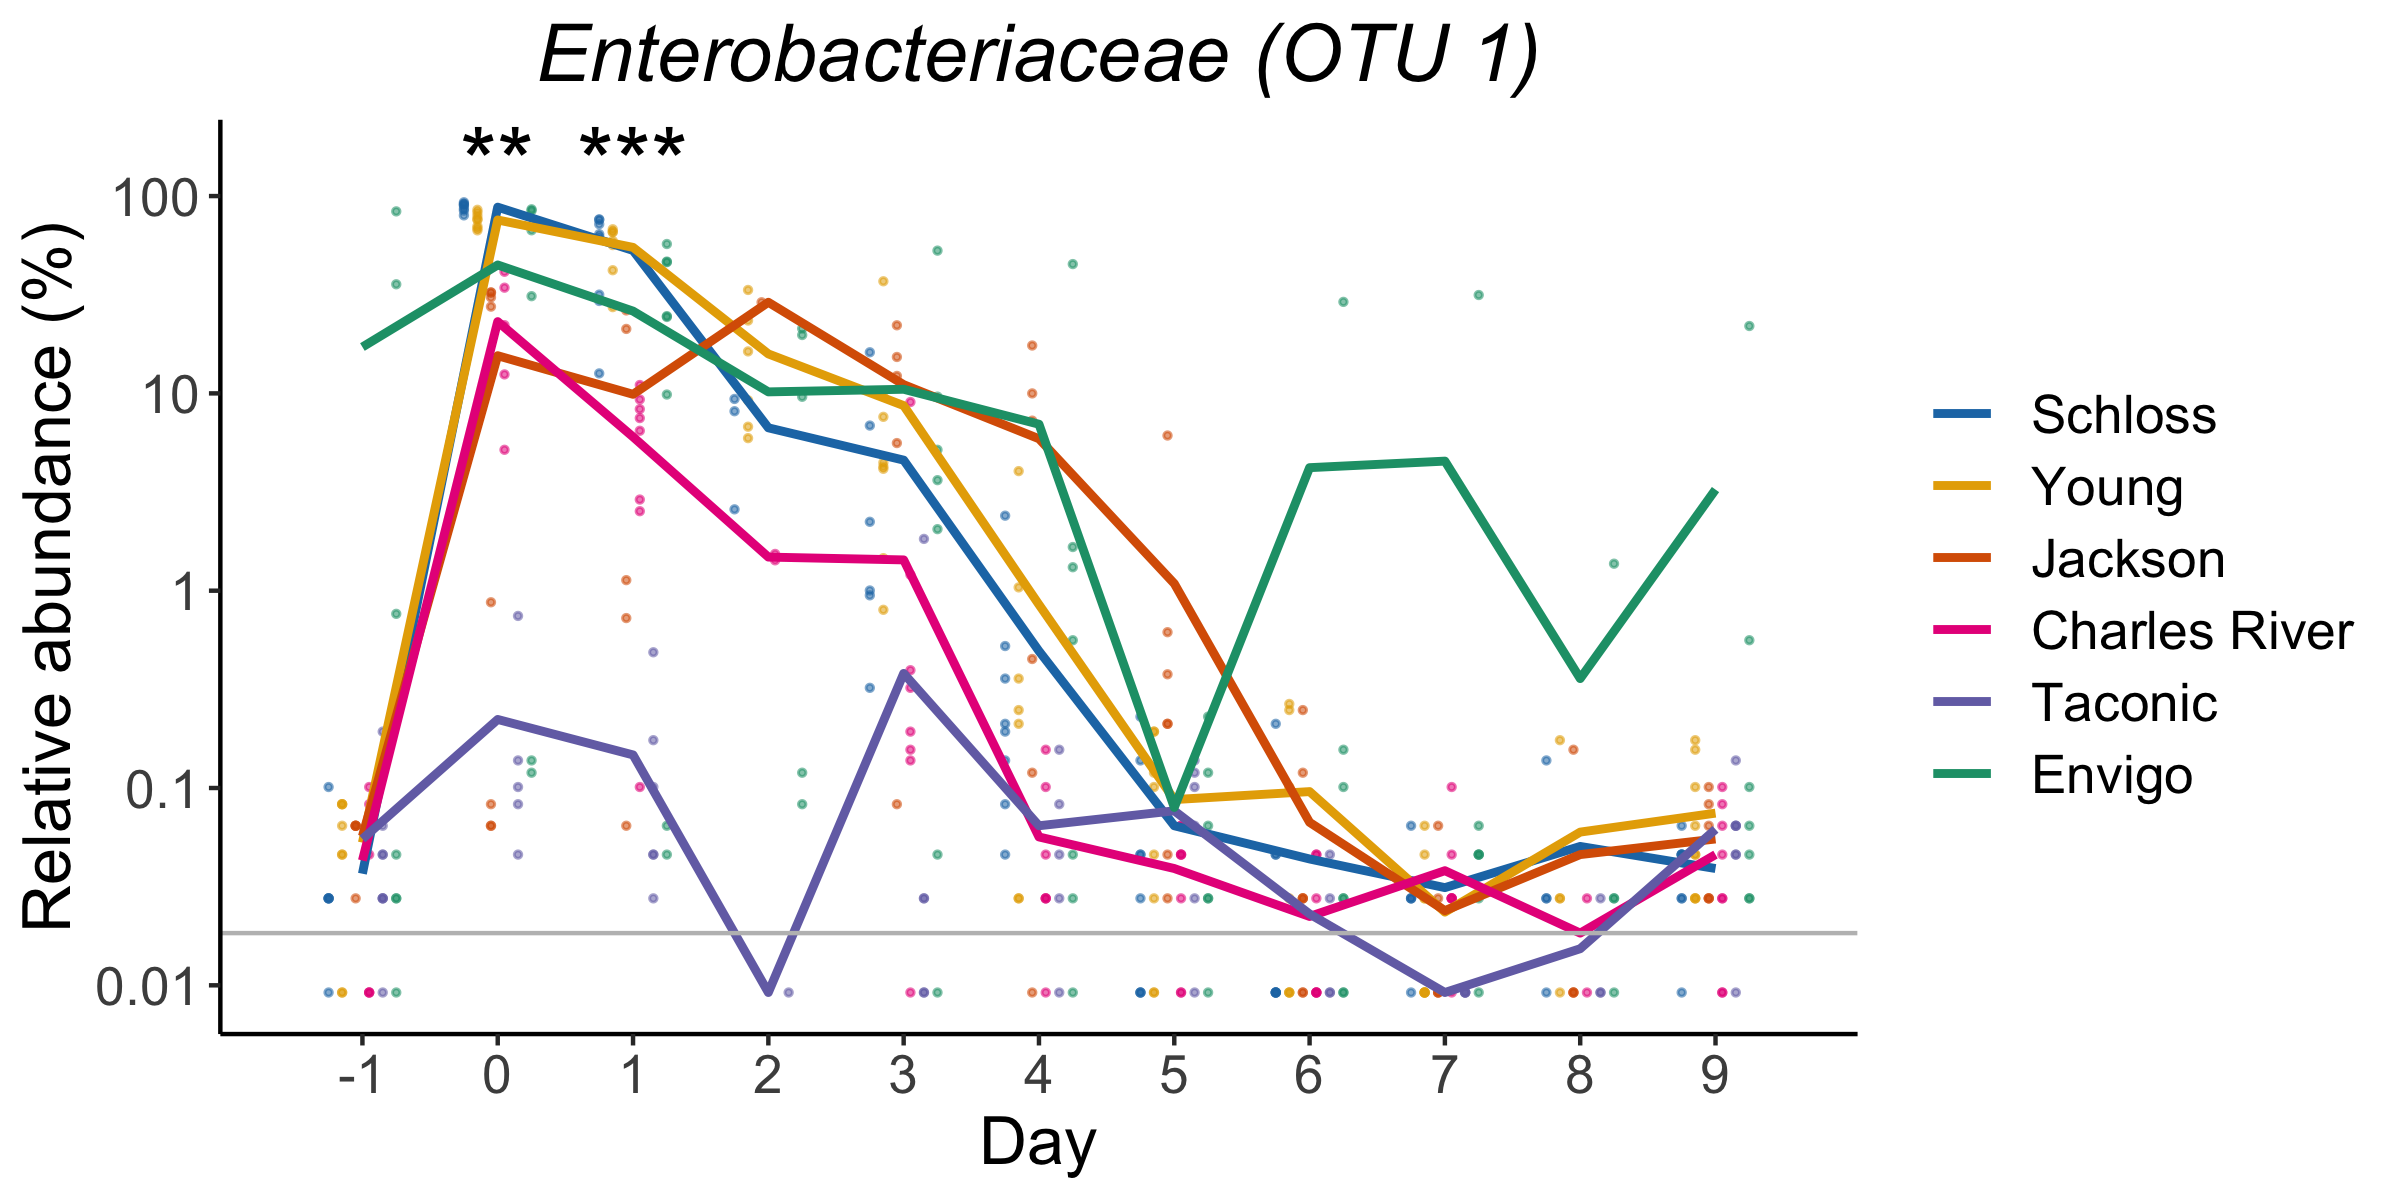 Enterobacteriaceae (OTU 1)
** ***
Relative abundance (%)
100
10
1
0.1
0.01
-1 0 1 2 3 4 5 6 7 8 9
Day
Schloss
Young
Jackson
Charles River
Taconic
Envigo